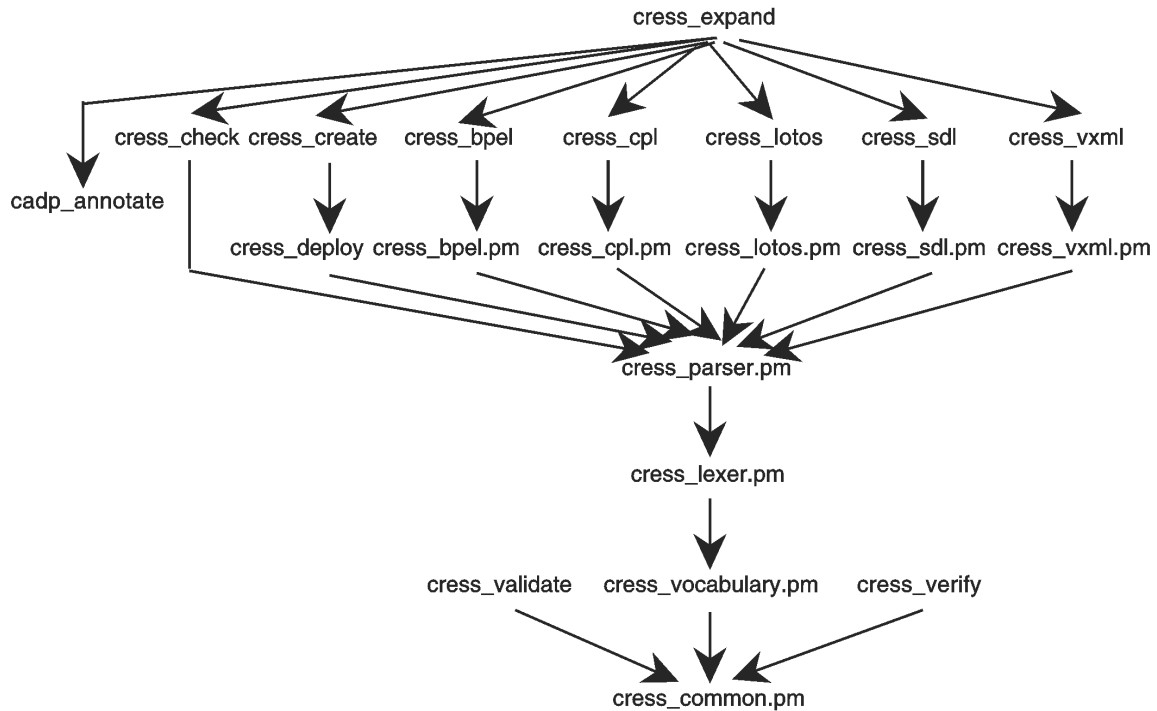 cress_expand
cress_check cress_create cress_bpel cress_cpl cress_lotos cress_sdl cress_vxml
cadp_annotate
cress_deploy cress_bpel.pm cress_cpl.pm cress_lotos.pm cress_sdl.pm cress_vxml.pm
cress_parser.pm
cress_lexer.pm
cress_validate cress_vocabulary.pm cress_verify
cress_common.pm